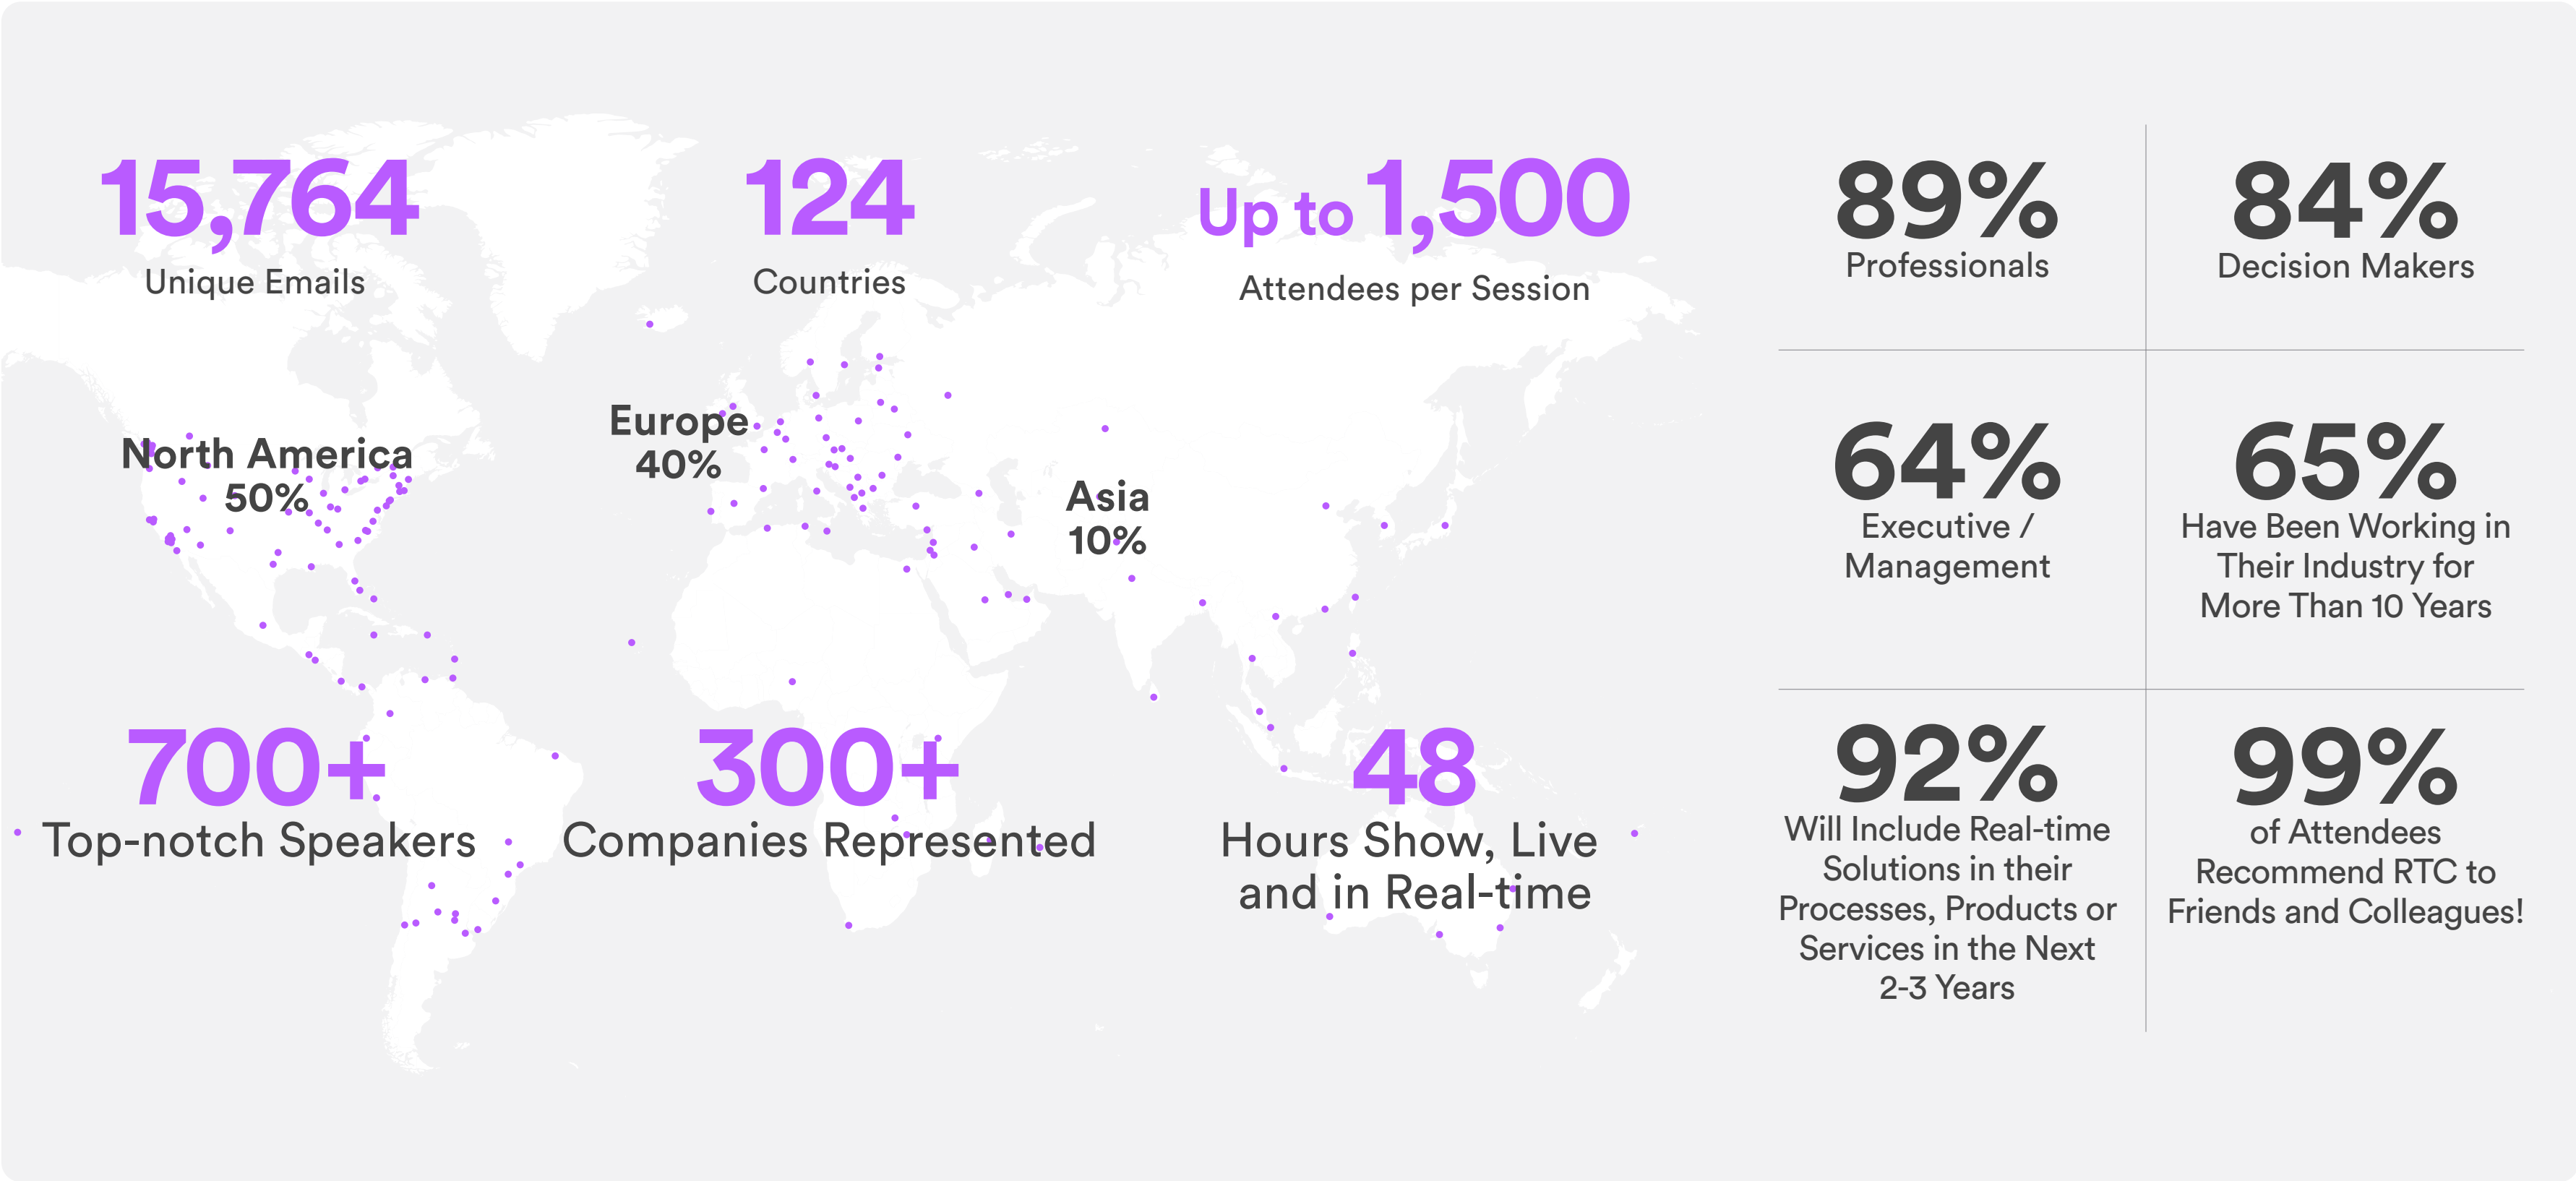 15,764
Unique Emails
124
Countries
Up to 1,500
Attendees per Session
North America
50%
Europe
40%
Asia
10%
700+
Top-notch Speakers
300+
Companies Represented
48
Hours Show, Live
and in Real-time
89%
Professionals
84%
Decision Makers
64%
Executive /
Management
65%
Have Been Working in
Their Industry for
More Than 10 Years
92%
Will Include Real-time
Solutions in their
Processes, Products or
Services in the Next
2-3 Years
99%
of Attendees
Recommend RTC to
Friends and Colleagues!